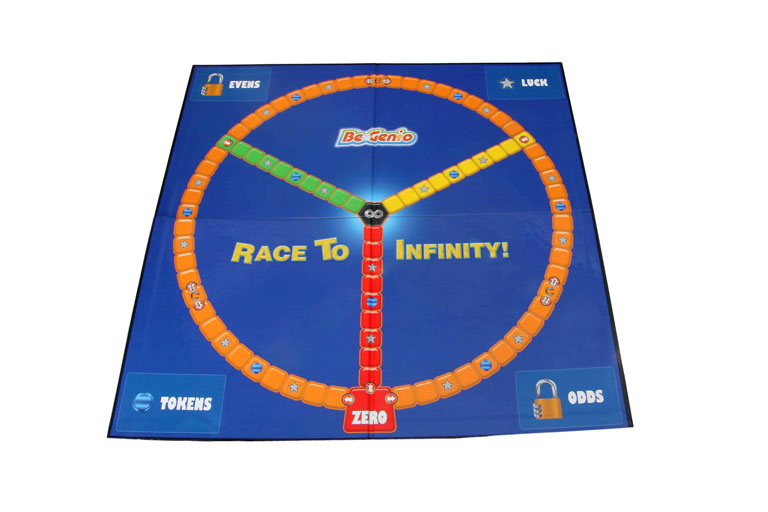 EVENS
LUCK
BE GENIO
RACE TO INFINITY!
TOKENS
ODDS
ZERO